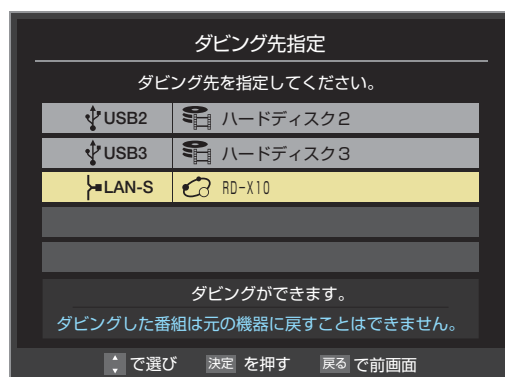 ダビング先指定
ダビング先を指定してください。
USB2 ハードディスク2
USB3 ハードディスク3
LAN-S RD-X10
ダビングができます。
ダビングした番組は元の機器に戻すことはできません。
で選び 決定 を押す 戻る で前画面